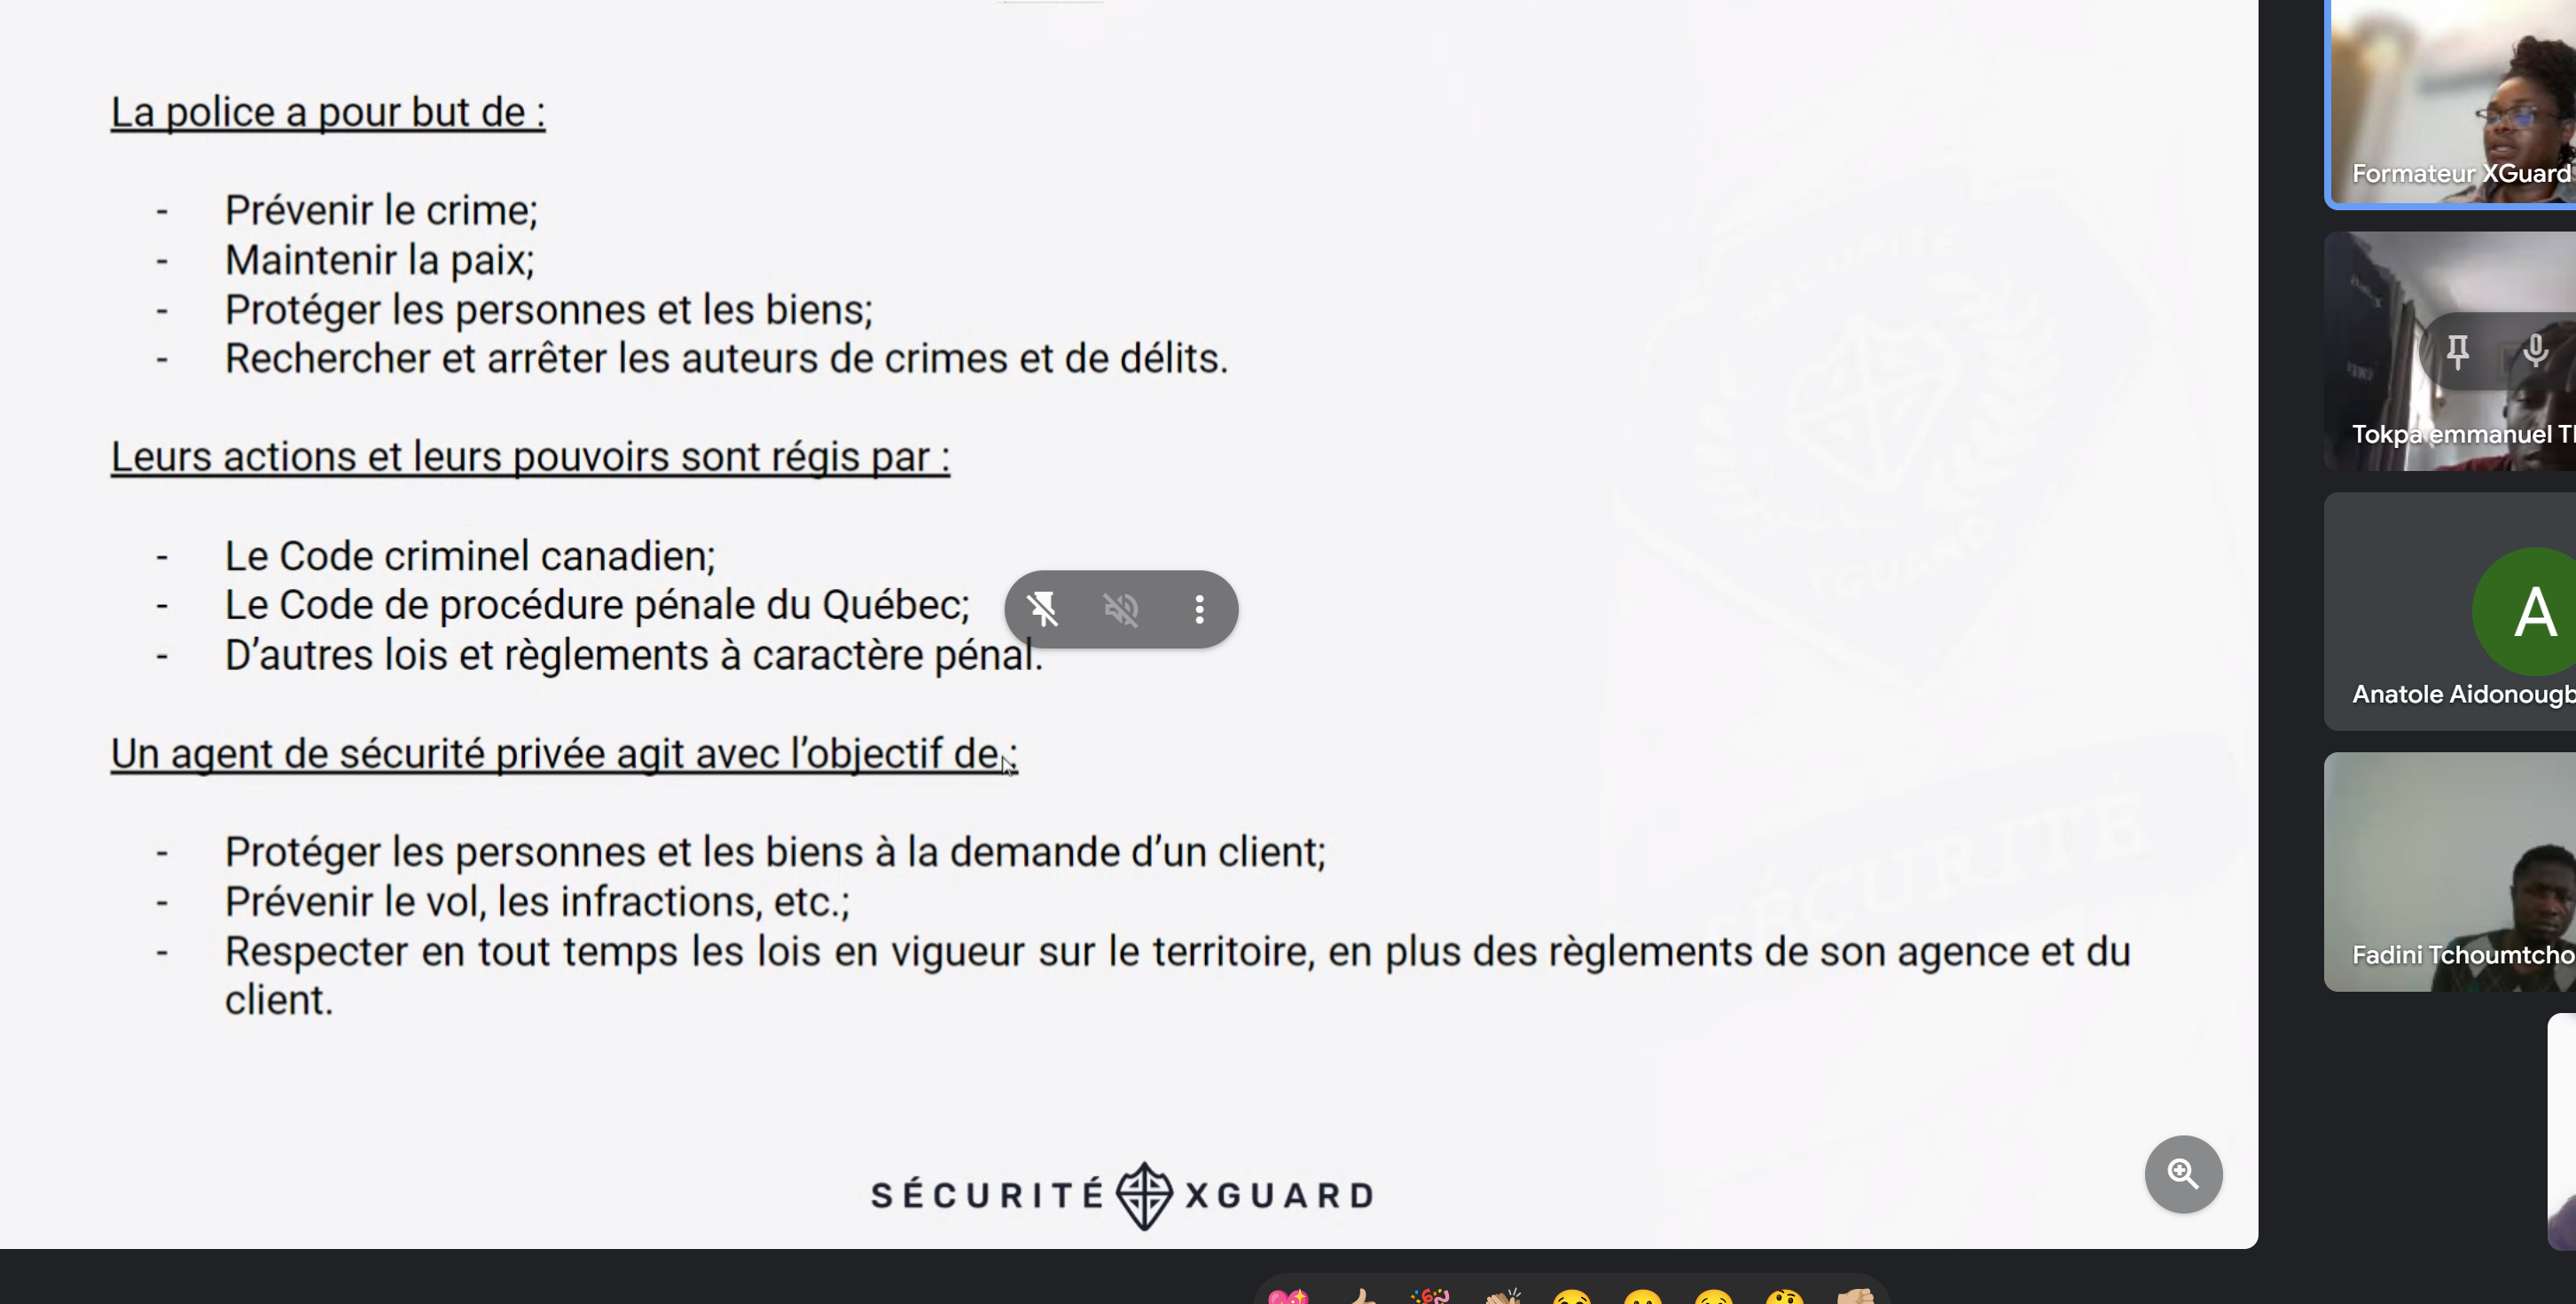 La police a pour but de :
- Prévenir le crime;
- Maintenir la paix;
- Protéger les personnes et les biens;
- Rechercher et arrêter les auteurs de crimes et de délits.
Leurs actions et leurs pouvoirs sont régis par :
- Le Code criminel canadien;
- Le Code de procédure pénale du Québec;
- D’autres lois et règlements à caractère pénal.
Un agent de sécurité privée agit avec l’objectif de :
- Protéger les personnes et les biens à la demande d’un client;
- Prévenir le vol, les infractions, etc.;
- Respecter en tout temps les lois en vigueur sur le territoire, en plus des règlements de son agence et du
client.
SÉCURITÉ XGUARD
SÉCURITÉ
XGUARD
SÉCURITÉ
Formateur XGuard
Tokpa emmanuel
A
Anatole
Fadini